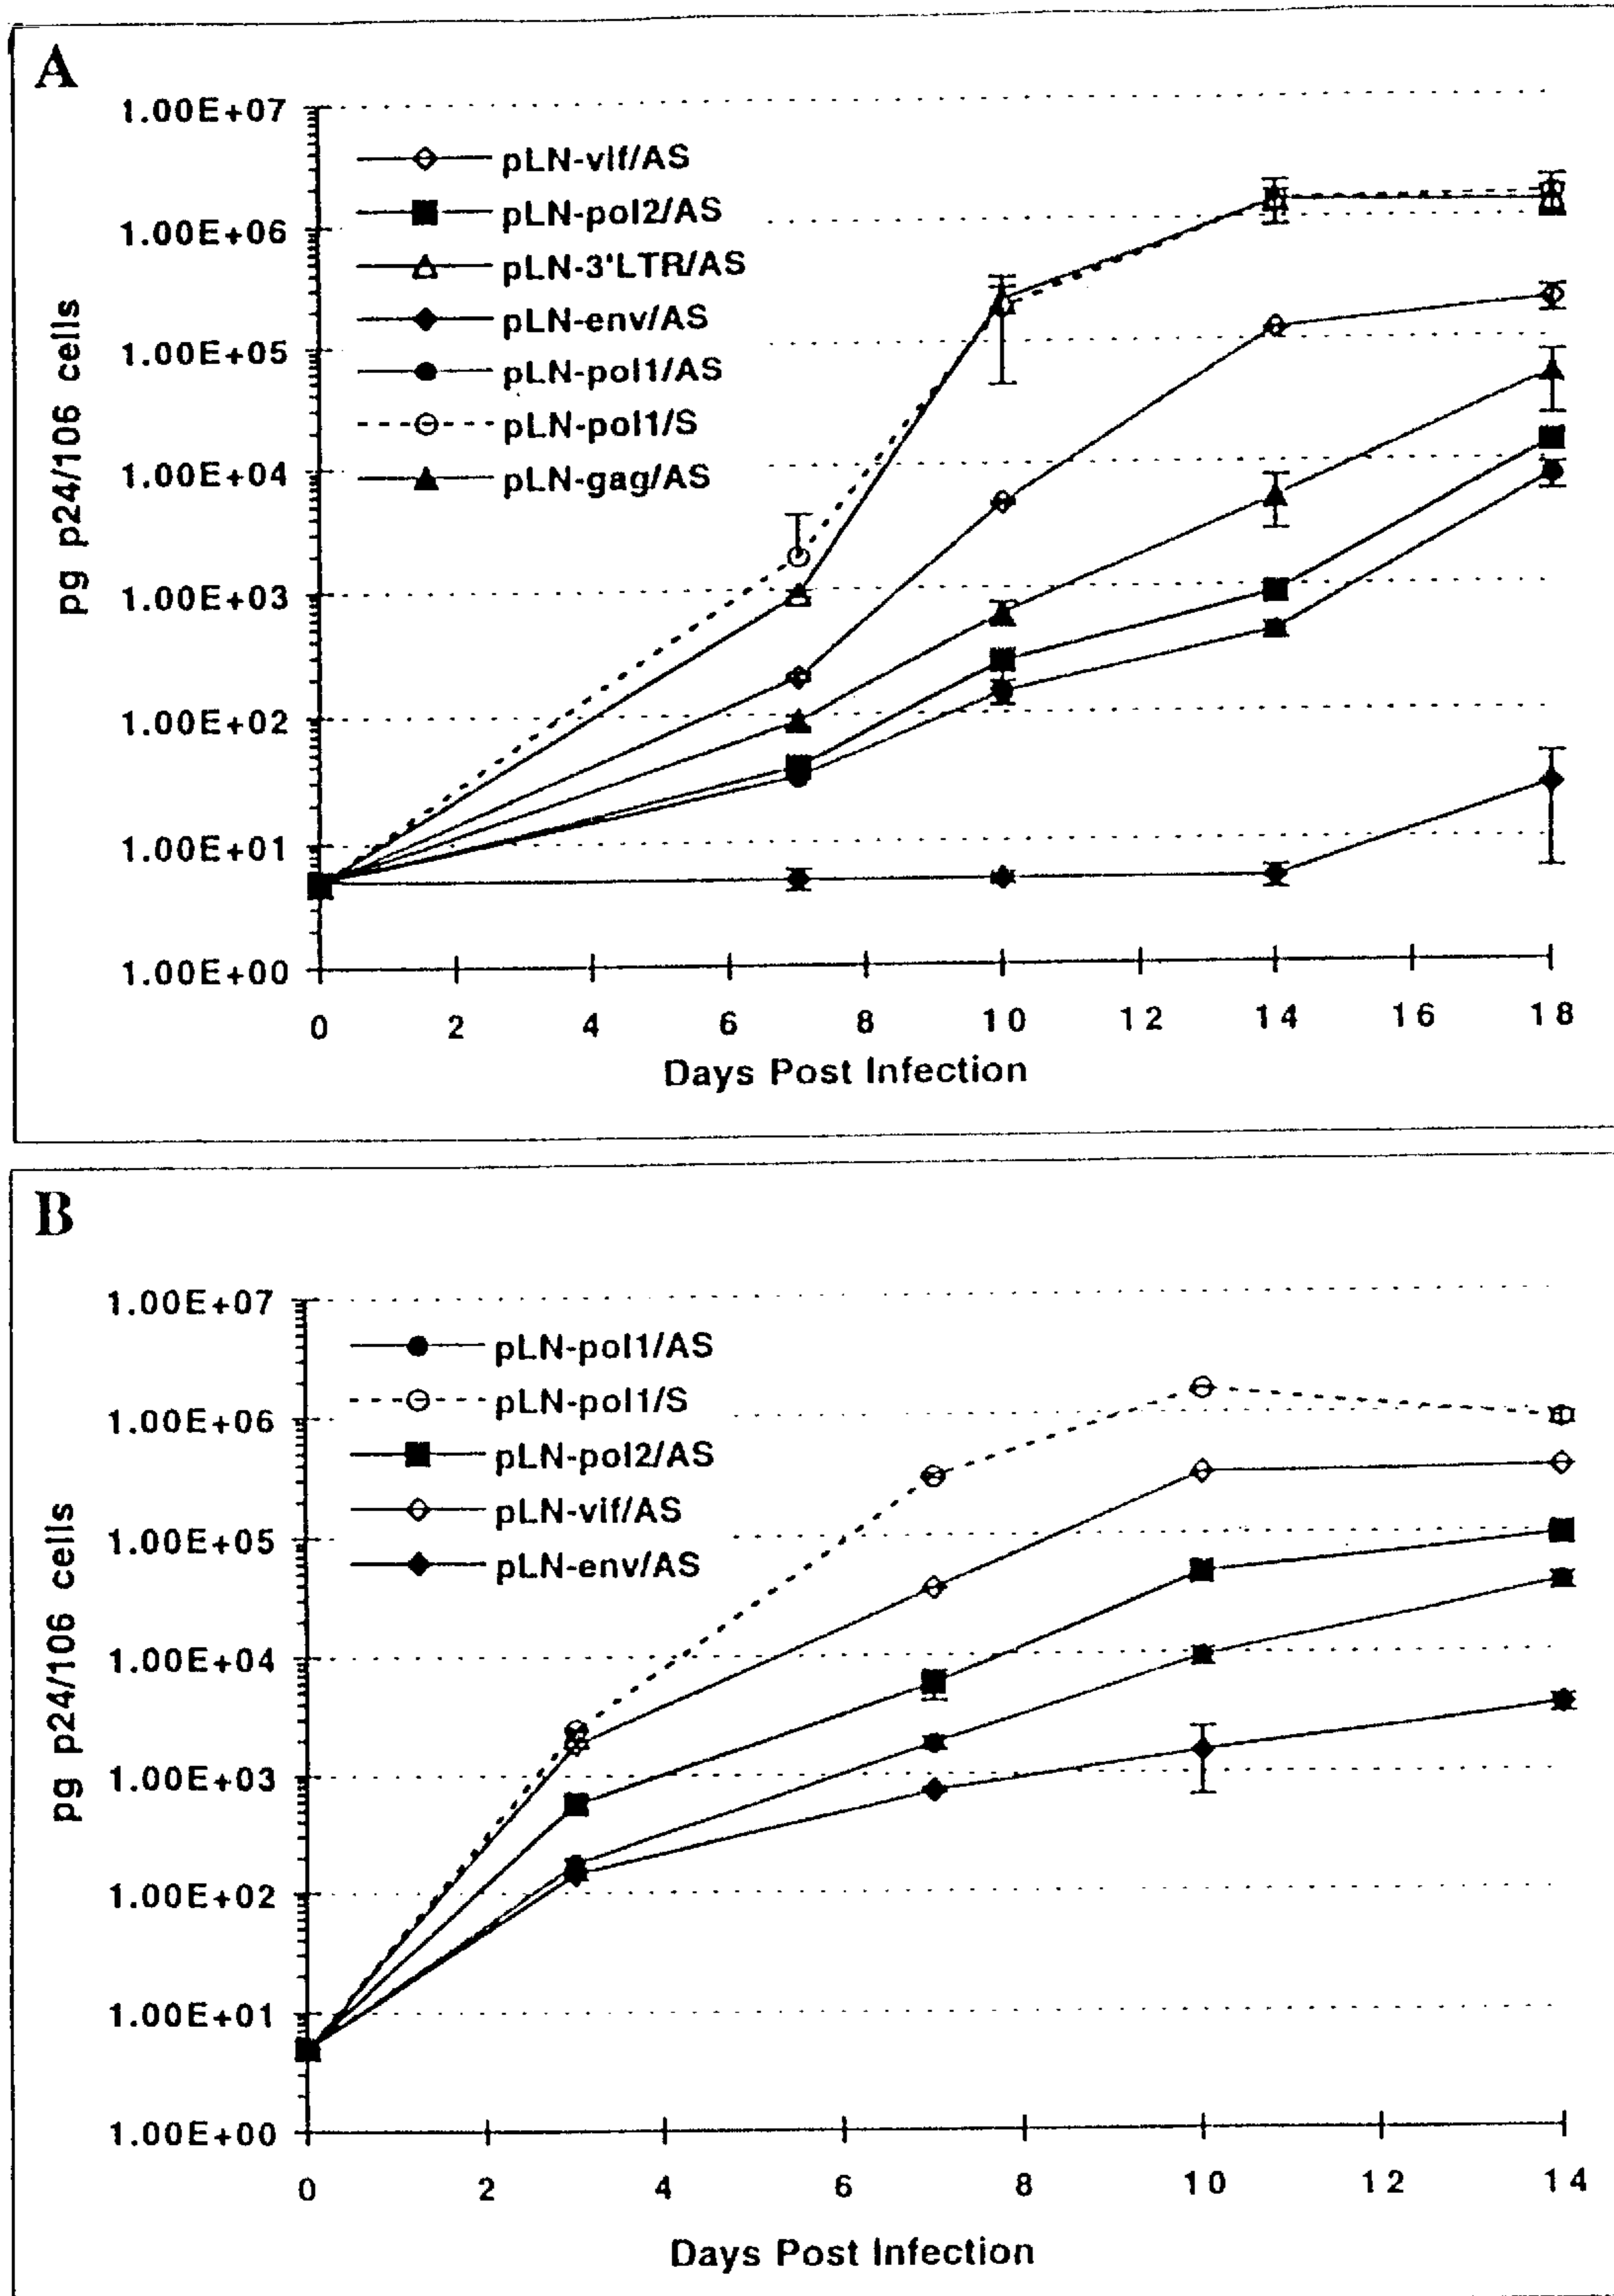 A
1.00E+07
1.00E+06
1.00E+05
1.00E+04
1.00E+03
1.00E+02
1.00E+01
1.00E+00
pg p24/106 cells
pLN-vif/AS
pLN-pol2/AS
pLN-3'LTR/AS
pLN-env/AS
pLN-pol1/AS
pLN-pol1/S
pLN-gag/AS
0 2 4 6 8 10 12 14 16 18
Days Post Infection
B
1.00E+07
1.00E+06
1.00E+05
1.00E+04
1.00E+03
1.00E+02
1.00E+01
1.00E+00
pg p24/106 cells
pLN-pol1/AS
pLN-pol1/S
pLN-pol2/AS
pLN-vif/AS
pLN-env/AS
0 2 4 6 8 10 12 14
Days Post Infection